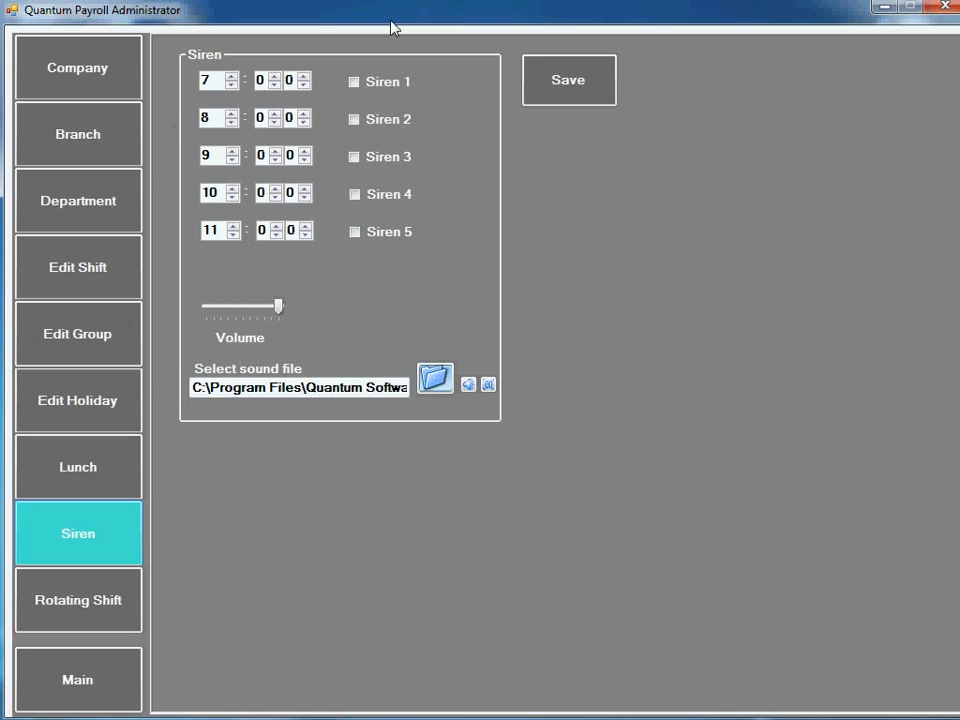 Quantum Payroll Administrator
Company
Branch
Department
Edit Shift
Edit Group
Edit Holiday
Lunch
Siren
Rotating Shift
Main
Siren
7 : 0 0 Siren 1
8 : 0 0 Siren 2
9 : 0 0 Siren 3
10 : 0 0 Siren 4
11 : 0 0 Siren 5
Volume
Select sound file
C:\Program Files\Quantum Softwa
Save